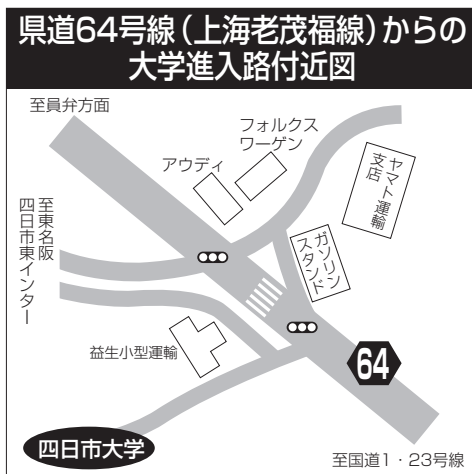 県道64号線（上海老茂福線）からの
大学進入路付近図
至員弁方面
フォルクス
ワーゲン
アウディ
ヤマト運輸
支店
至東名阪
四日市東インター
ガソリン
スタンド
益生小型運輸
64
四日市大学
至国道1・23号線